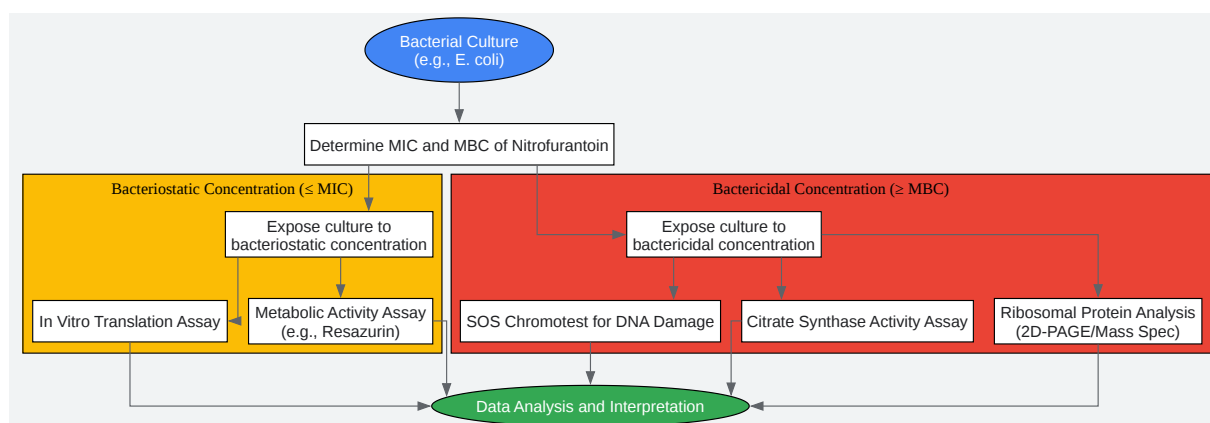 Bacterial Culture
(e.g., E. coli)
Determine MIC and MBC of Nitrofurantoin
Bacteriostatic Concentration (≤ MIC)
Bactericidal Concentration (≥ MBC)
Expose culture to
bacteriostatic concentration
Expose culture to
bactericidal concentration
In Vitro Translation Assay
Metabolic Activity Assay
(e.g., Resazurin)
SOS Chromotest for DNA Damage
Citrate Synthase Activity Assay
Ribosomal Protein Analysis
(2D-PAGE/Mass Spec)
Data Analysis and Interpretation